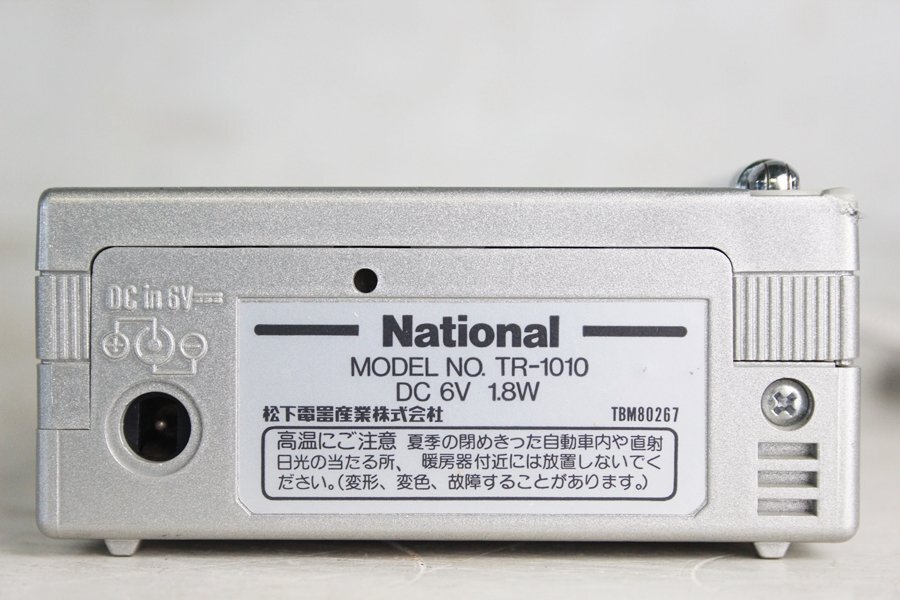 DC in 6V
National
MODEL NO. TR-1010
DC 6V 1.8W
松下電器産業株式会社 TBM80267
高温にご注意 夏季の閉めきった自動車内や直射
日光の当たる所、暖房器付近には放置しないでく
ださい。(変形、変色、故障することがあります。)